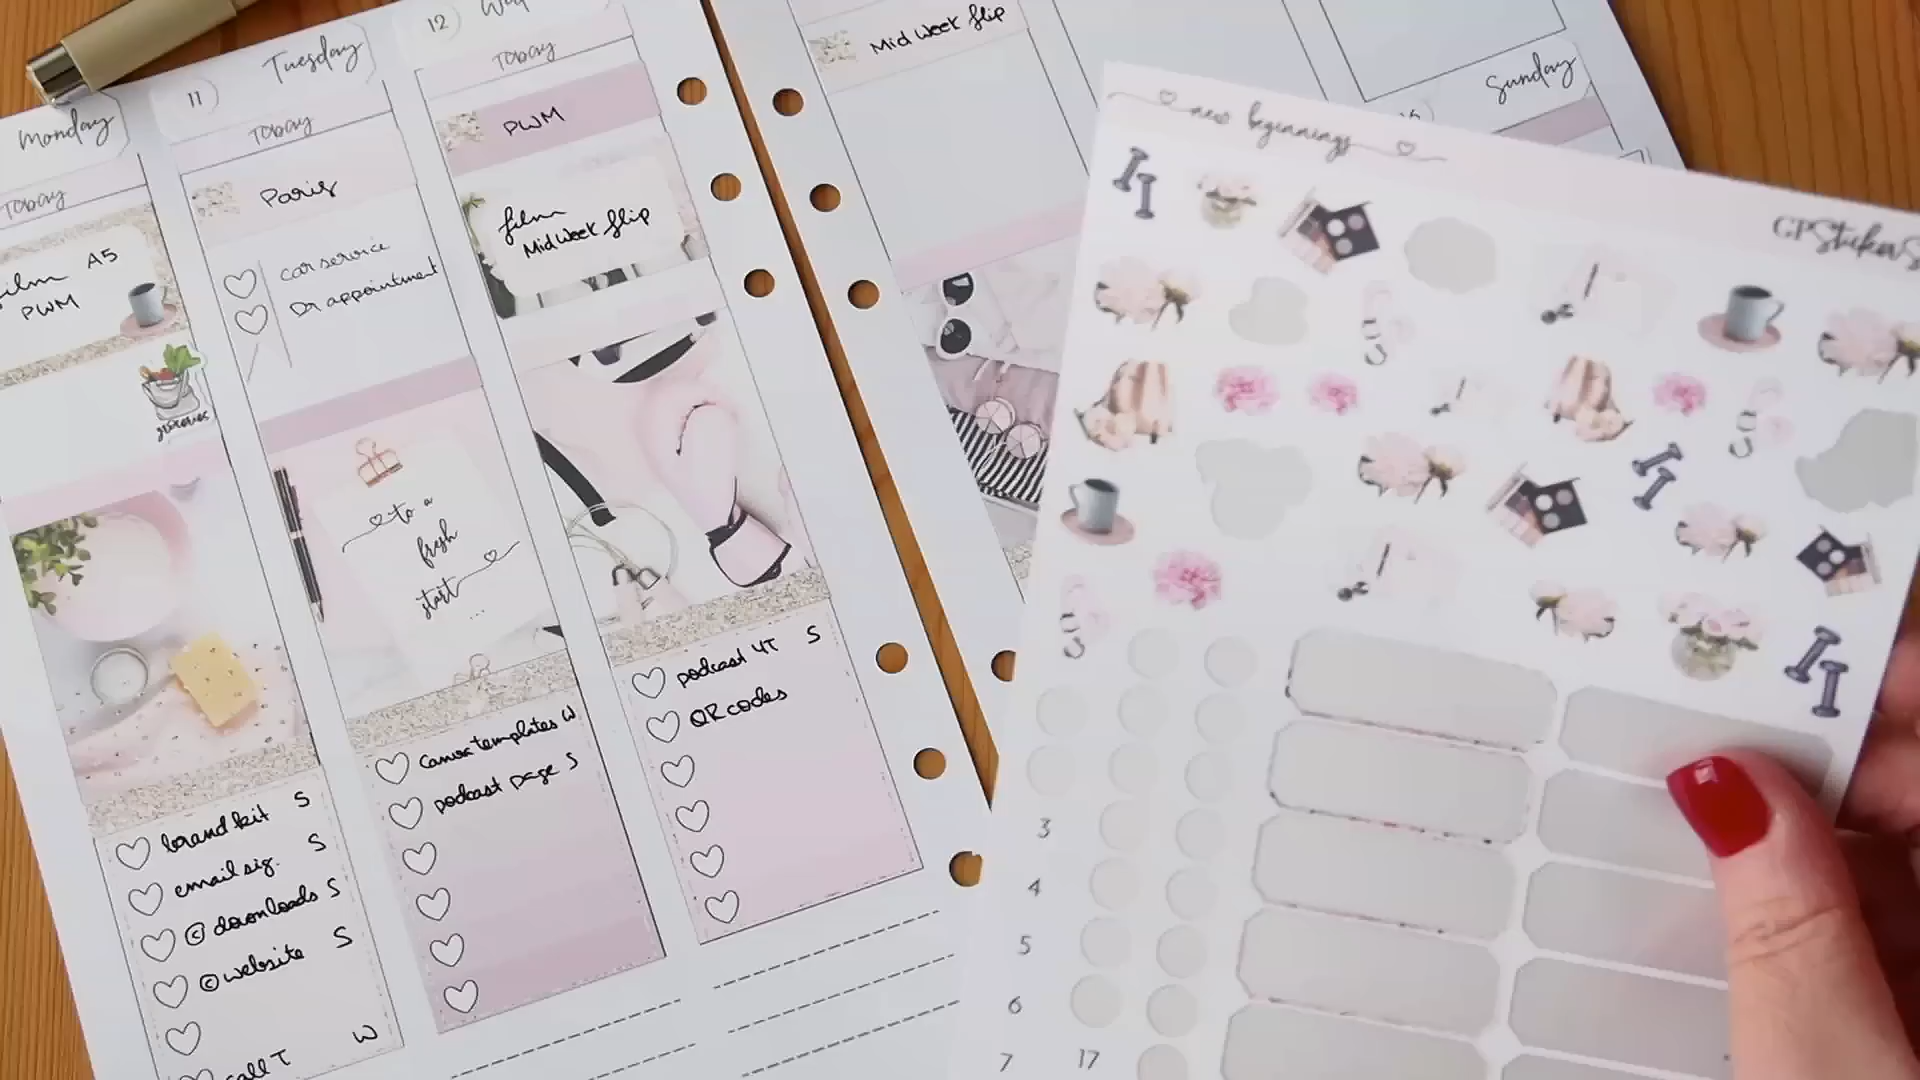 Monday
Today
film A5
PWM
groceries
brand kit S
email sig. S
© downloads S
© website S
call T W
11 Tuesday
Today
Paris
car service
Dr appointment
to a
fresh
start
...
Canva templates W
podcast page S
12 Wed
Today
PWM
film
Mid Week flip
podcast YT S
QR codes
Mid Week flip
Sunday
new beginnings
GPStickerS
3
4
5
6
7 17